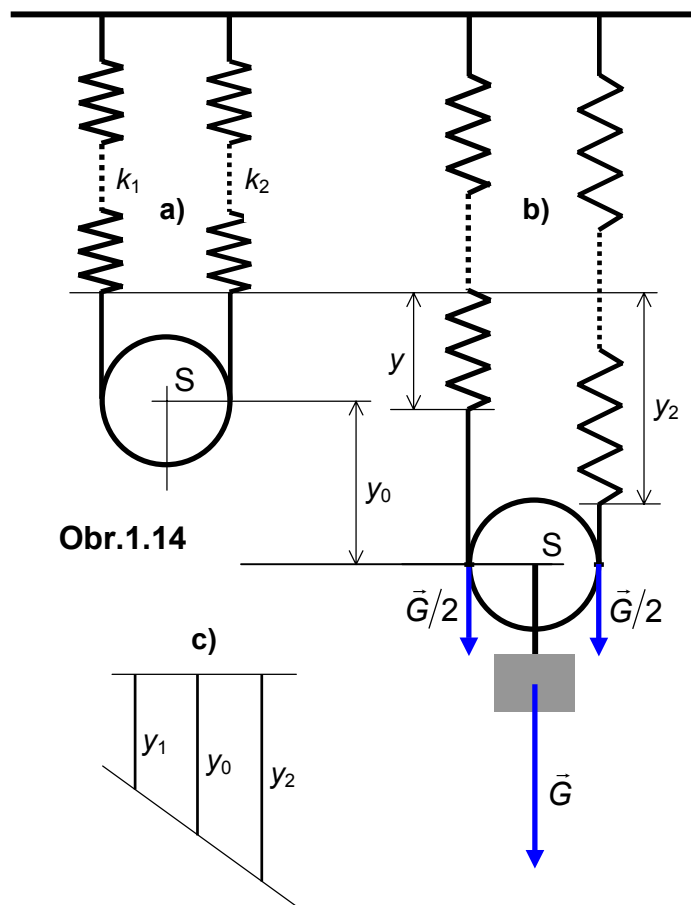 k₁
k₂
a)
b)
S
y
y₂
y₀
Obr.1.14
S
G⃗/2
G⃗/2
c)
y₁
y₀
y₂
G⃗